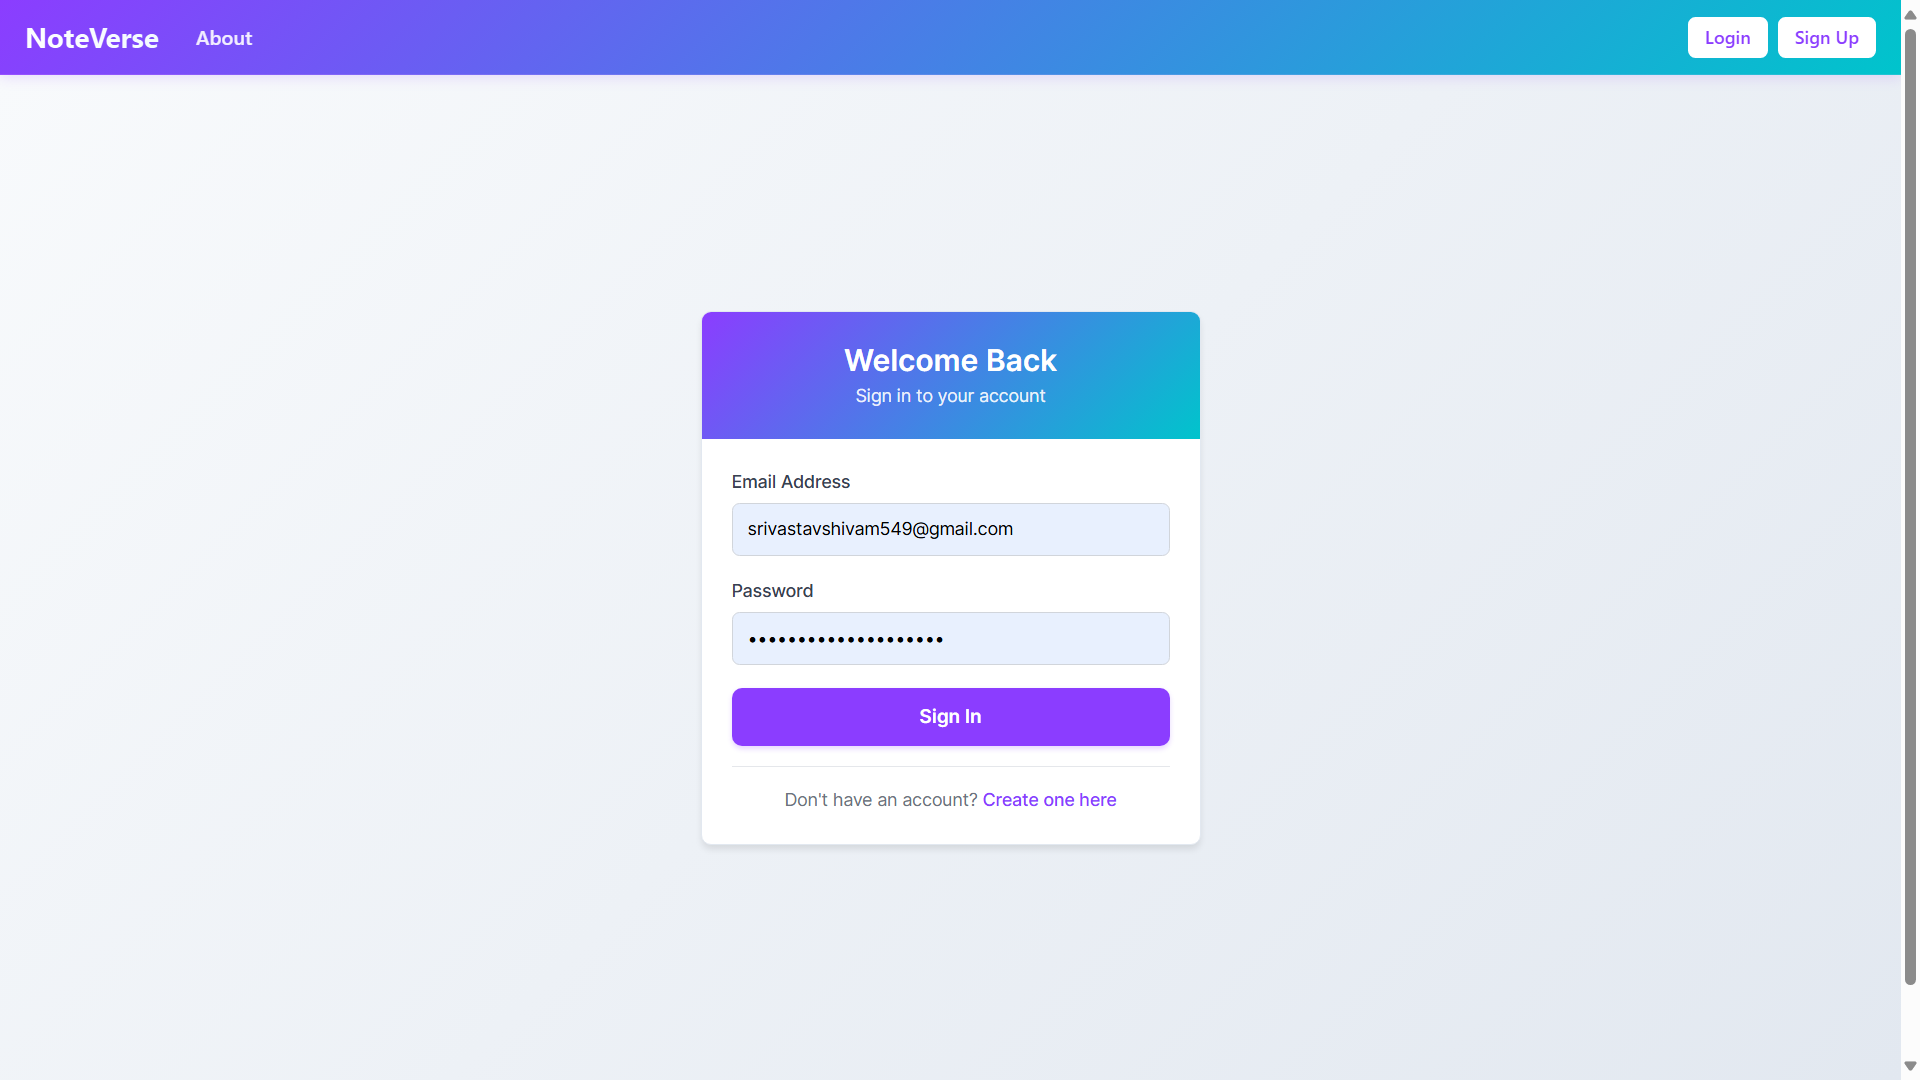 NoteVerse About Login Sign Up
Welcome Back
Sign in to your account
Email Address
srivastavshivam549@gmail.com
Password
••••••••••••••••••••
Sign In
Don't have an account? Create one here